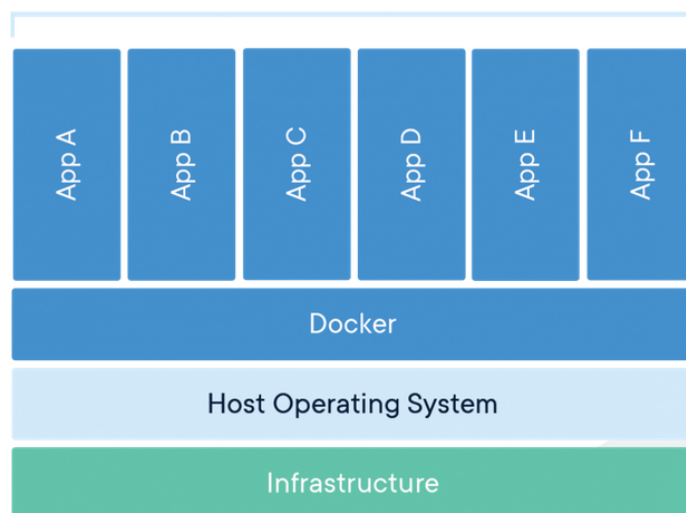 App A
App B
App C
App D
App E
App F
Docker
Host Operating System
Infrastructure